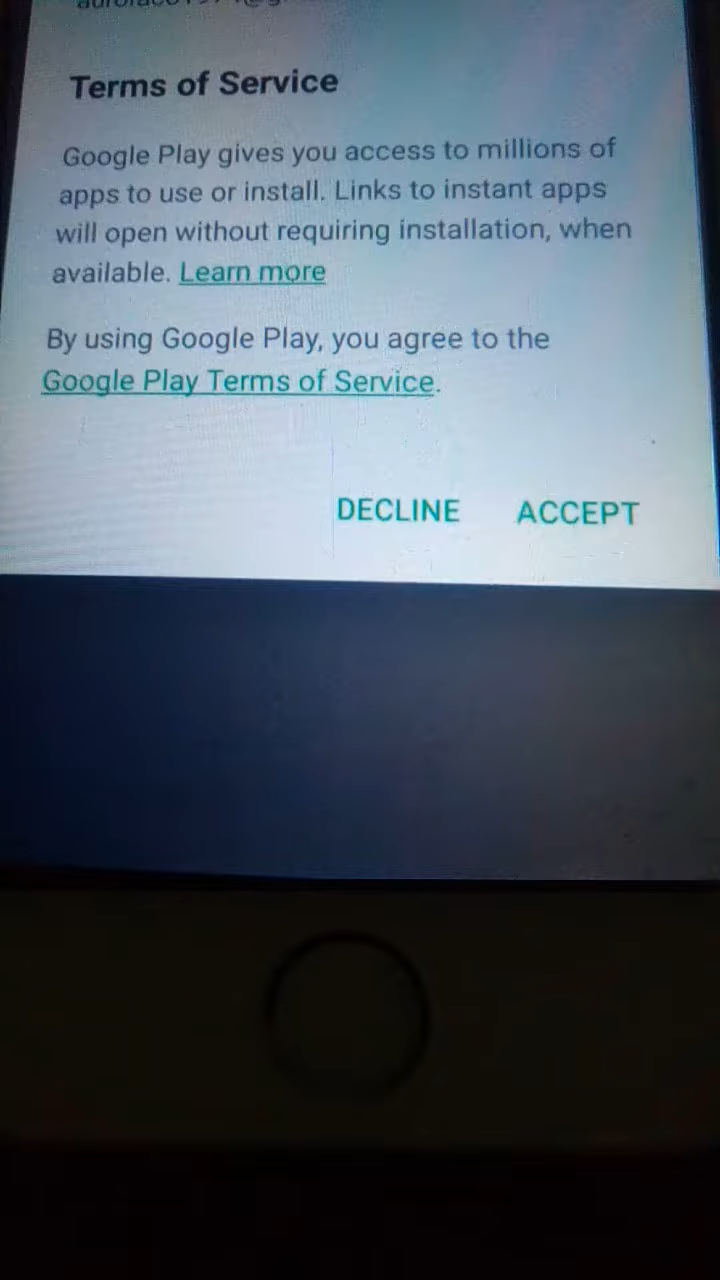 Terms of Service
Google Play gives you access to millions of
apps to use or install. Links to instant apps
will open without requiring installation, when
available. Learn more
By using Google Play, you agree to the
Google Play Terms of Service.
DECLINE ACCEPT